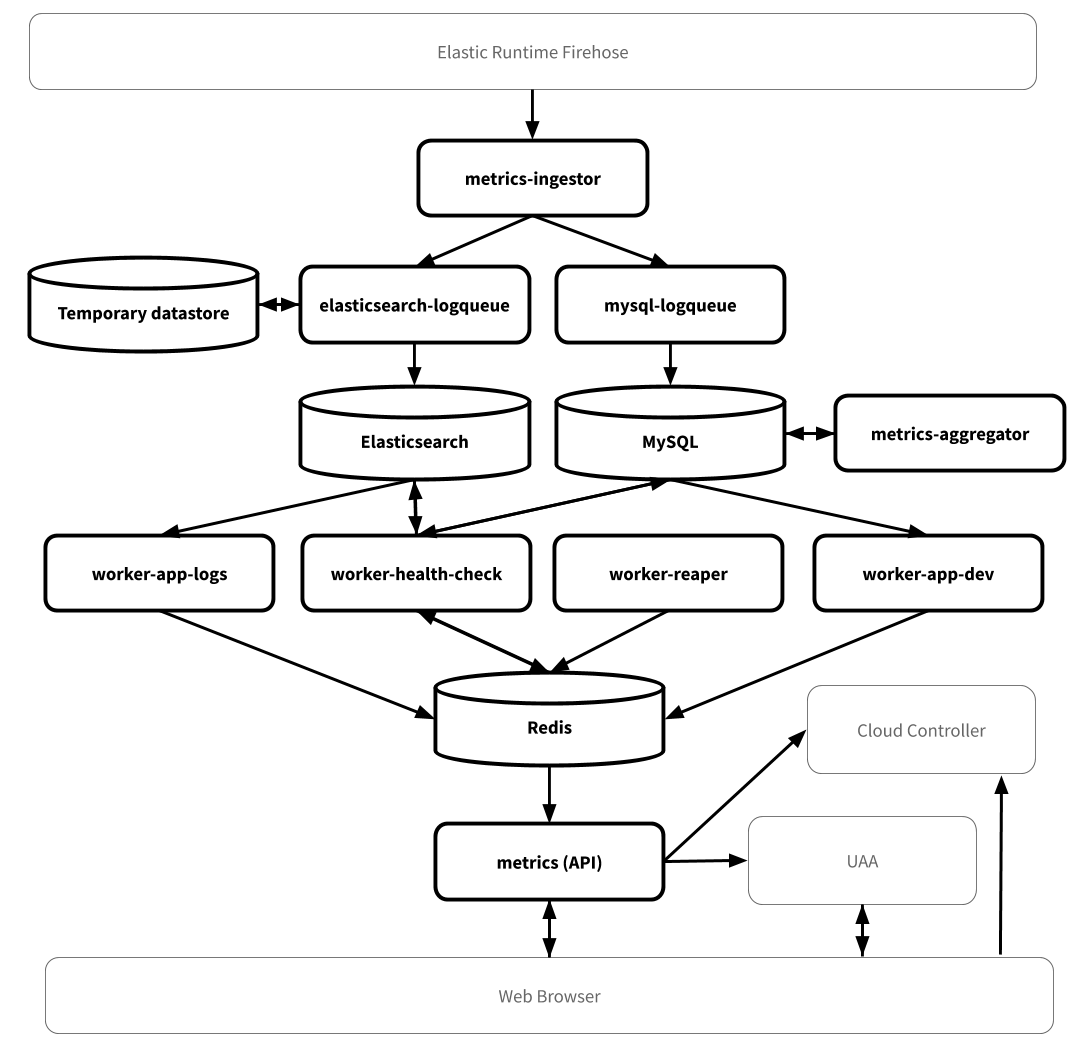 Elastic Runtime Firehose
metrics-ingestor
Temporary datastore
elasticsearch-logqueue
mysql-logqueue
Elasticsearch
MySQL
metrics-aggregator
worker-app-logs
worker-health-check
worker-reaper
worker-app-dev
Redis
Cloud Controller
metrics (API)
UAA
Web Browser